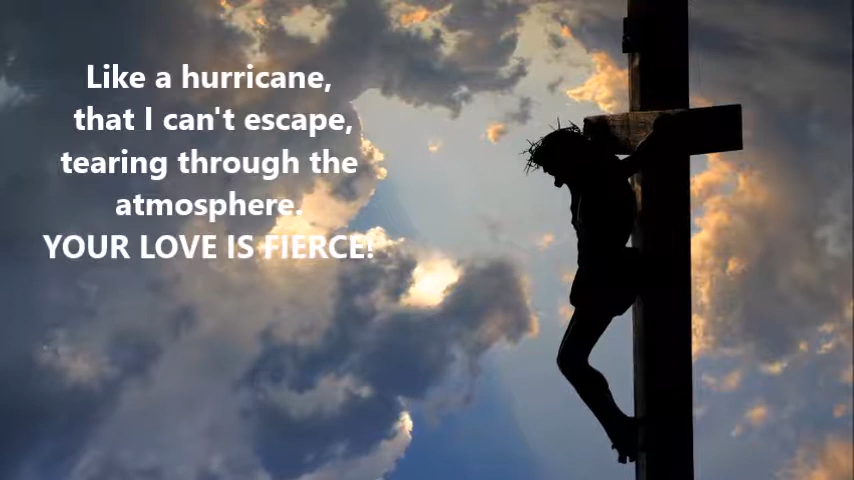 Like a hurricane,
that I can't escape,
tearing through the
atmosphere.
YOUR LOVE IS FIERCE!